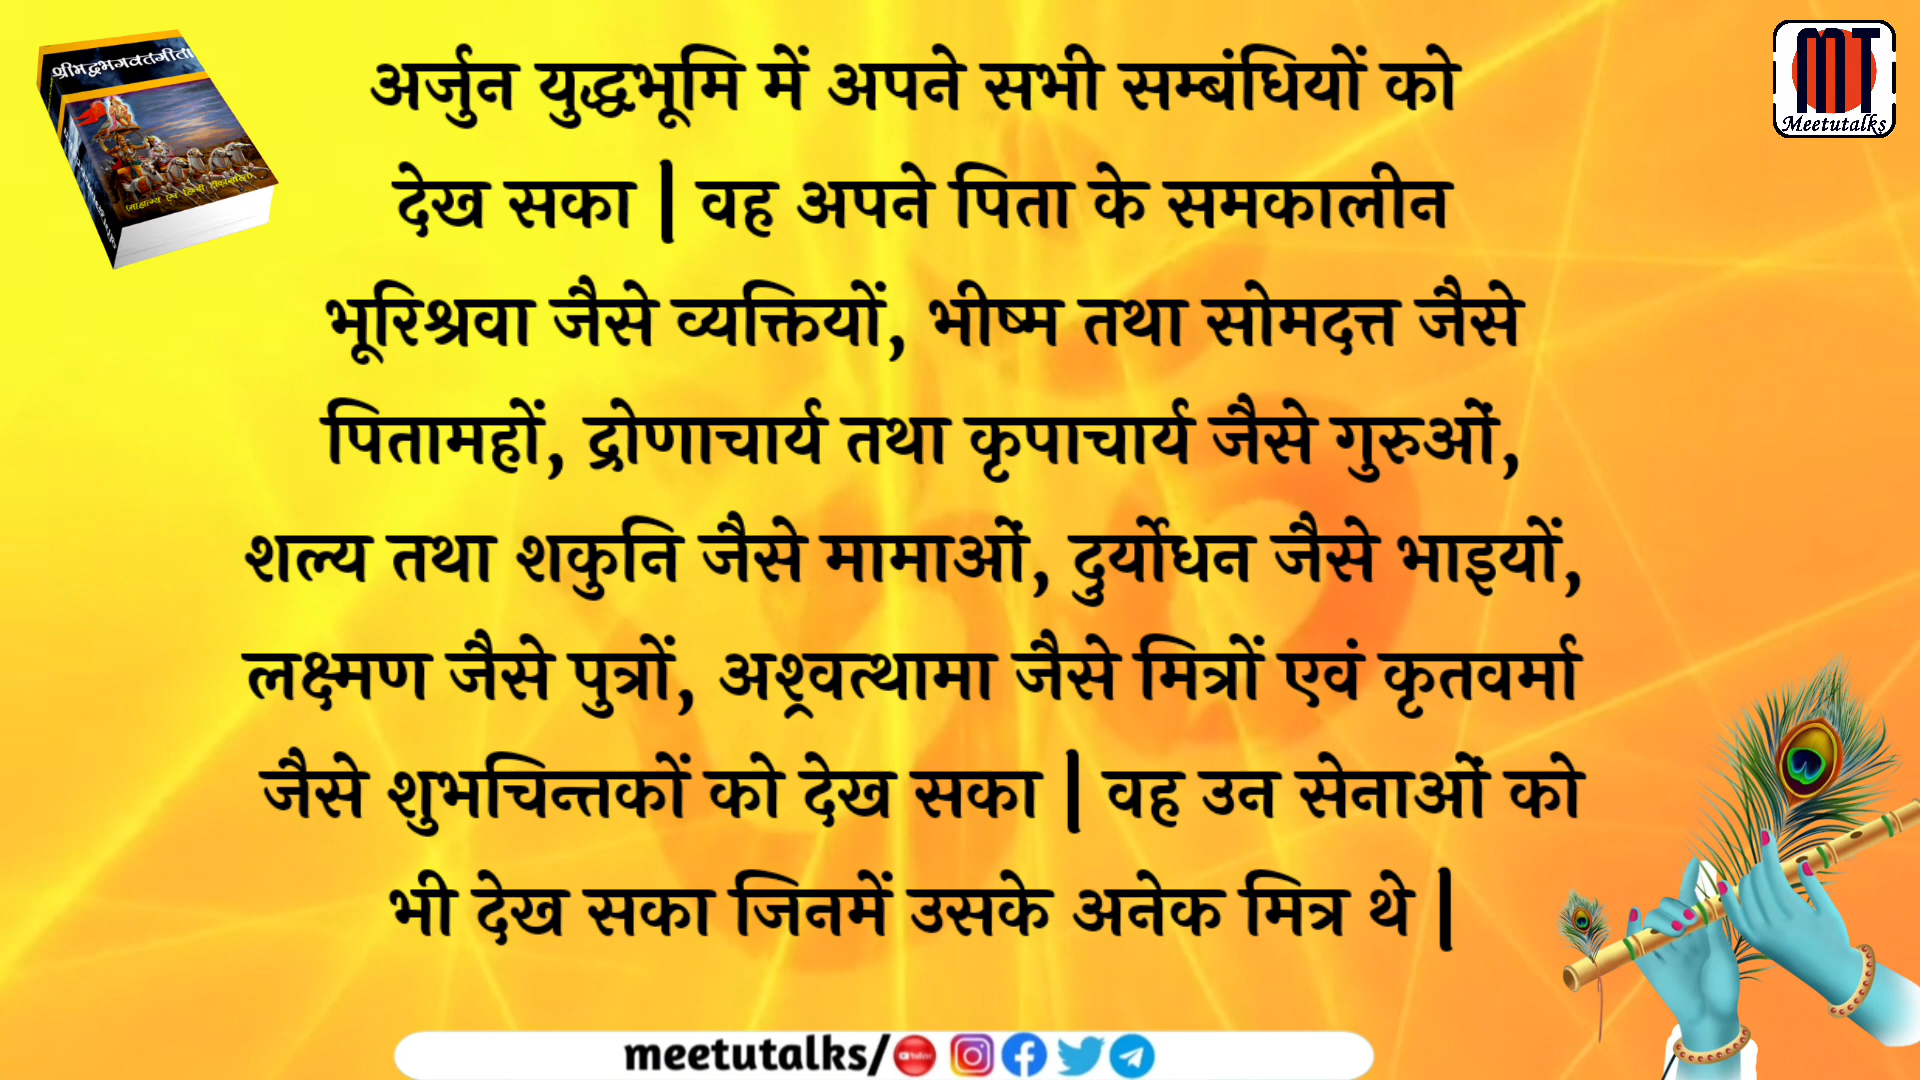 श्रीमद्भगवतगीता
MT
Meetutalks
अर्जुन युद्धभूमि में अपने सभी सम्बंधियों को
देख सका |  वह अपने पिता के समकालीन
भूरिश्रवा जैसे व्यक्तियों, भीष्म तथा सोमदत्त जैसे
पितामहों, द्रोणाचार्य तथा कृपाचार्य जैसे गुरुओं,
शल्य तथा शकुनि जैसे मामाओं, दुर्योधन जैसे भाइयों,
लक्ष्मण जैसे पुत्रों, अश्र्वत्थामा जैसे मित्रों एवं कृतवर्मा
जैसे शुभचिन्तकों को देख सका | वह उन सेनाओं को
भी देख सका जिनमें उसके अनेक मित्र थे |
meetutalks/